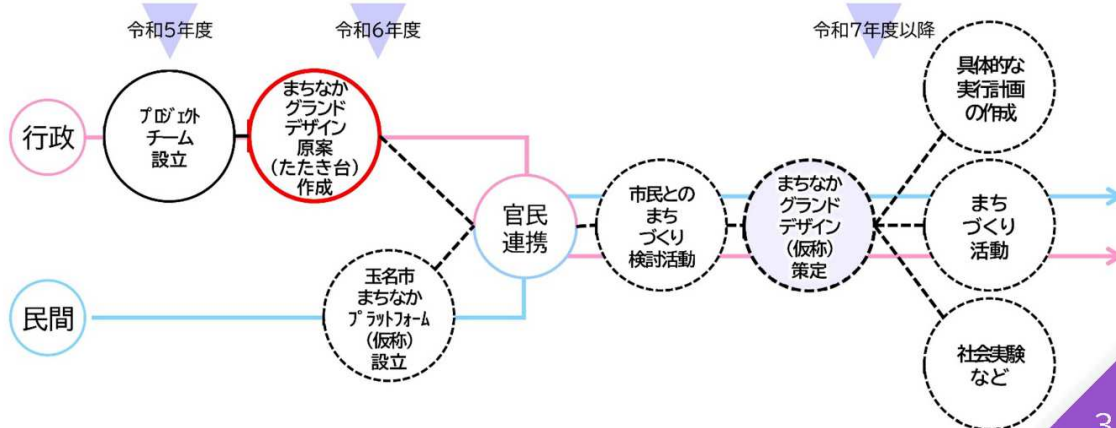 令和5年度
令和6年度
令和7年度以降
行政
プロジェクト
チーム
設立
まちなか
グランド
デザイン
原案
(たたき台)
作成
民間
玉名市
まちなか
プラットフォーム
(仮称)
設立
官民
連携
市民との
まち
づくり
検討活動
まちなか
グランド
デザイン
(仮称)
策定
具体的な
実行計画
の作成
まち
づくり
活動
社会実験
など
3